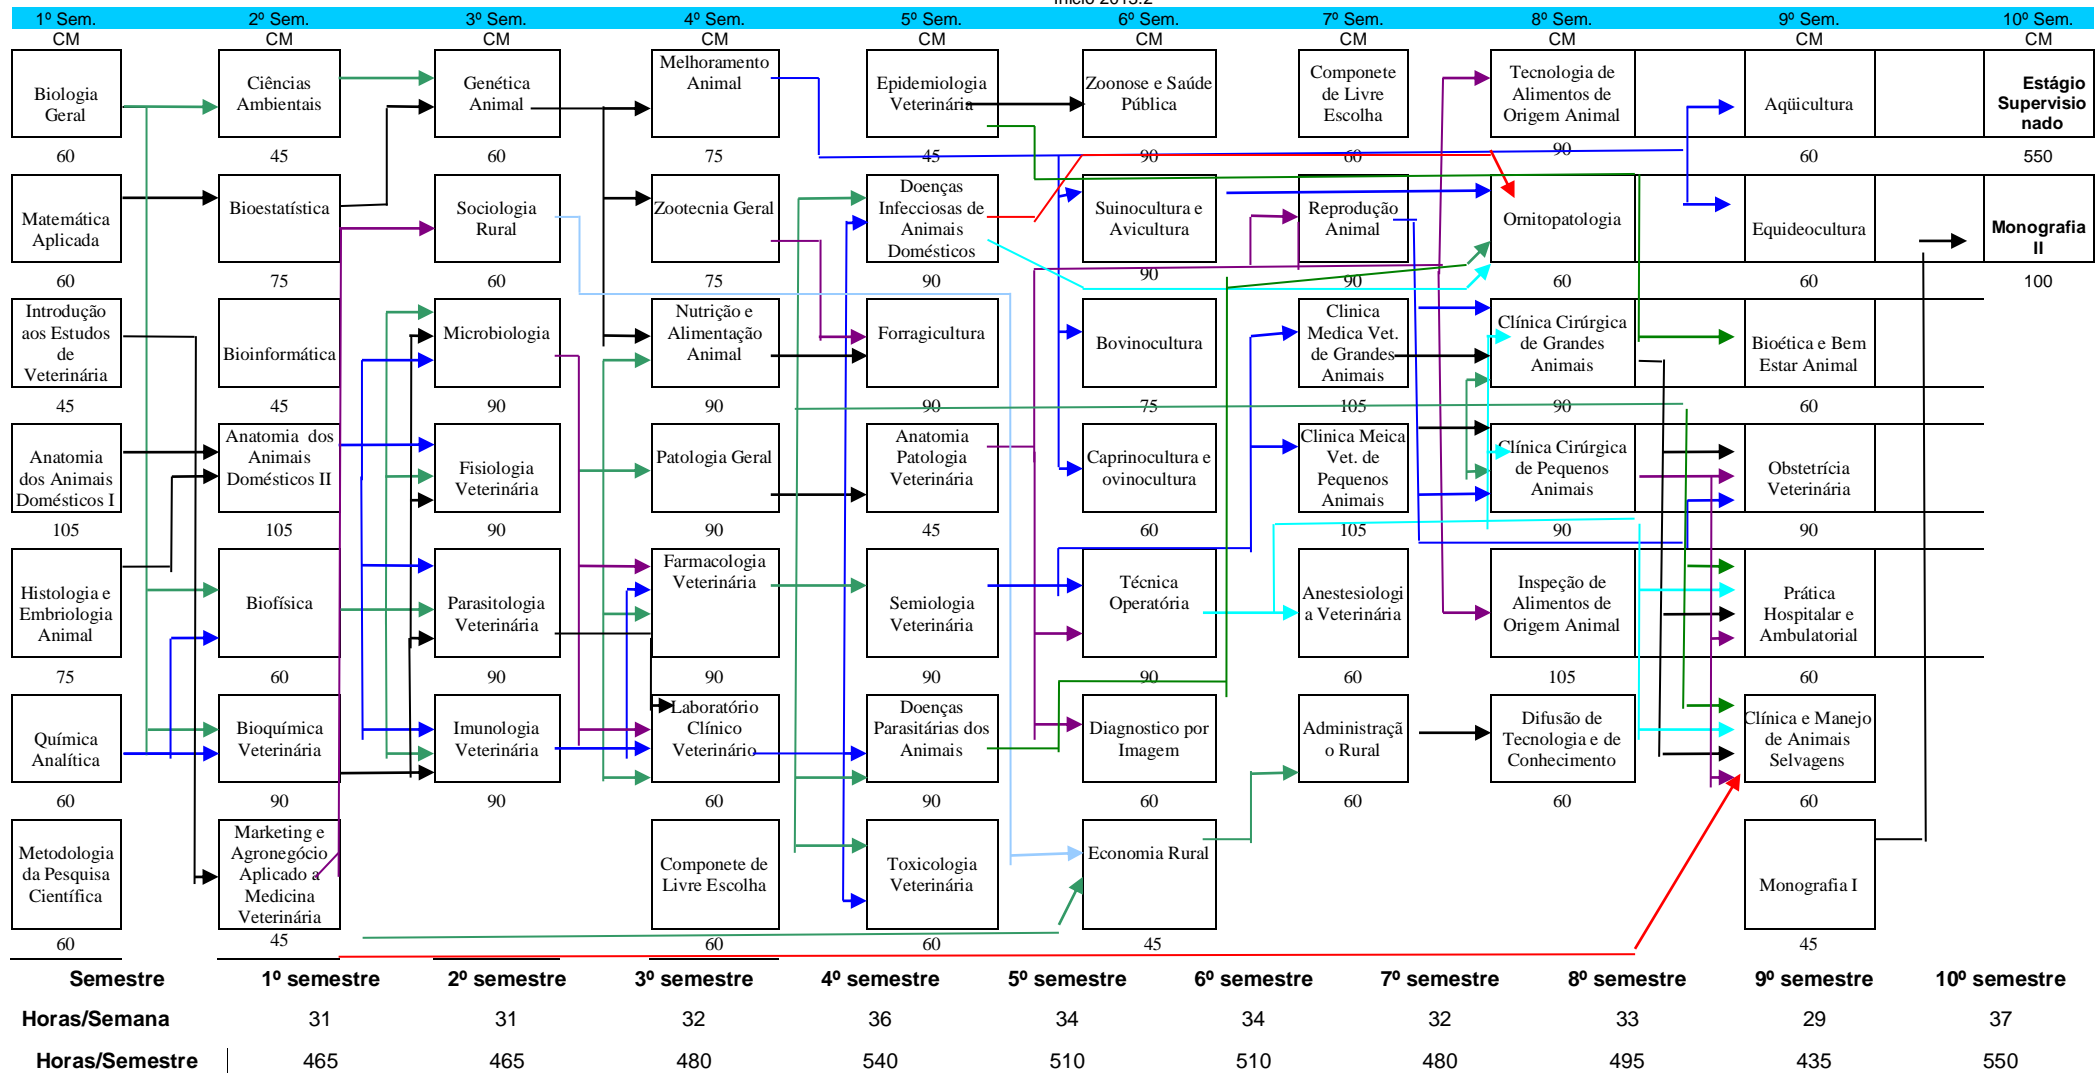 Início 2013.2
1º Sem. 2º Sem. 3º Sem. 4º Sem. 5º Sem. 6º Sem. 7º Sem. 8º Sem. 9º Sem. 10º Sem.
CM CM CM CM CM CM CM CM CM CM
Biologia
Geral
60
Matemática
Aplicada
60
Introdução
aos Estudos
de
Veterinária
45
Anatomia
dos Animais
Domésticos I
105
Histologia e
Embriologia
Animal
75
Química
Analítica
60
Metodologia
da Pesquisa
Científica
60
Ciências
Ambientais
45
Bioestatística
75
Bioinformática
45
Anatomia dos
Animais
Domésticos II
105
Biofísica
60
Bioquímica
Veterinária
90
Marketing e
Agronegócio
Aplicado a
Medicina
Veterinária
45
Genética
Animal
60
Sociologia
Rural
60
Microbiologia
90
Fisiologia
Veterinária
90
Parasitologia
Veterinária
90
Imunologia
Veterinária
90
Melhoramento
Animal
75
Zootecnia Geral
75
Nutrição e
Alimentação
Animal
90
Patologia Geral
90
Farmacologia
Veterinária
90
Laboratório
Clínico
Veterinário
60
Componete de
Livre Escolha
60
Epidemiologia
Veterinária
45
Doenças
Infecciosas de
Animais
Domésticos
90
Forragicultura
90
Anatomia
Patologia
Veterinária
45
Semiologia
Veterinária
90
Doenças
Parasitárias dos
Animais
90
Toxicologia
Veterinária
60
Zoonose e Saúde
Pública
90
Suinocultura e
Avicultura
90
Bovinocultura
75
Caprinocultura e
ovinocultura
60
Técnica
Operatória
90
Diagnostico por
Imagem
60
Economia Rural
45
Componete
de Livre
Escolha
60
Reprodução
Animal
90
Clinica
Medica Vet.
de Grandes
Animais
105
Clinica Meica
Vet. de
Pequenos
Animais
105
Anestesiologi
a Veterinária
60
Administraçã
o Rural
60
Tecnologia de
Alimentos de
Origem Animal
90
Ornitopatologia
60
Clínica Cirúrgica
de Grandes
Animais
90
Clínica Cirúrgica
de Pequenos
Animais
90
Inspeção de
Alimentos de
Origem Animal
105
Difusão de
Tecnologia e de
Conhecimento
60
Aqüicultura
60
Equideocultura
60
Bioética e Bem
Estar Animal
60
Obstetrícia
Veterinária
90
Prática
Hospitalar e
Ambulatorial
60
Clínica e Manejo
de Animais
Selvagens
60
Monografia I
45
Estágio
Supervisio
nado
550
Monografia
II
100
Semestre 1º semestre 2º semestre 3º semestre 4º semestre 5º semestre 6º semestre 7º semestre 8º semestre 9º semestre 10º semestre
Horas/Semana 31 31 32 36 34 34 32 33 29 37
Horas/Semestre 465 465 480 540 510 510 480 495 435 550